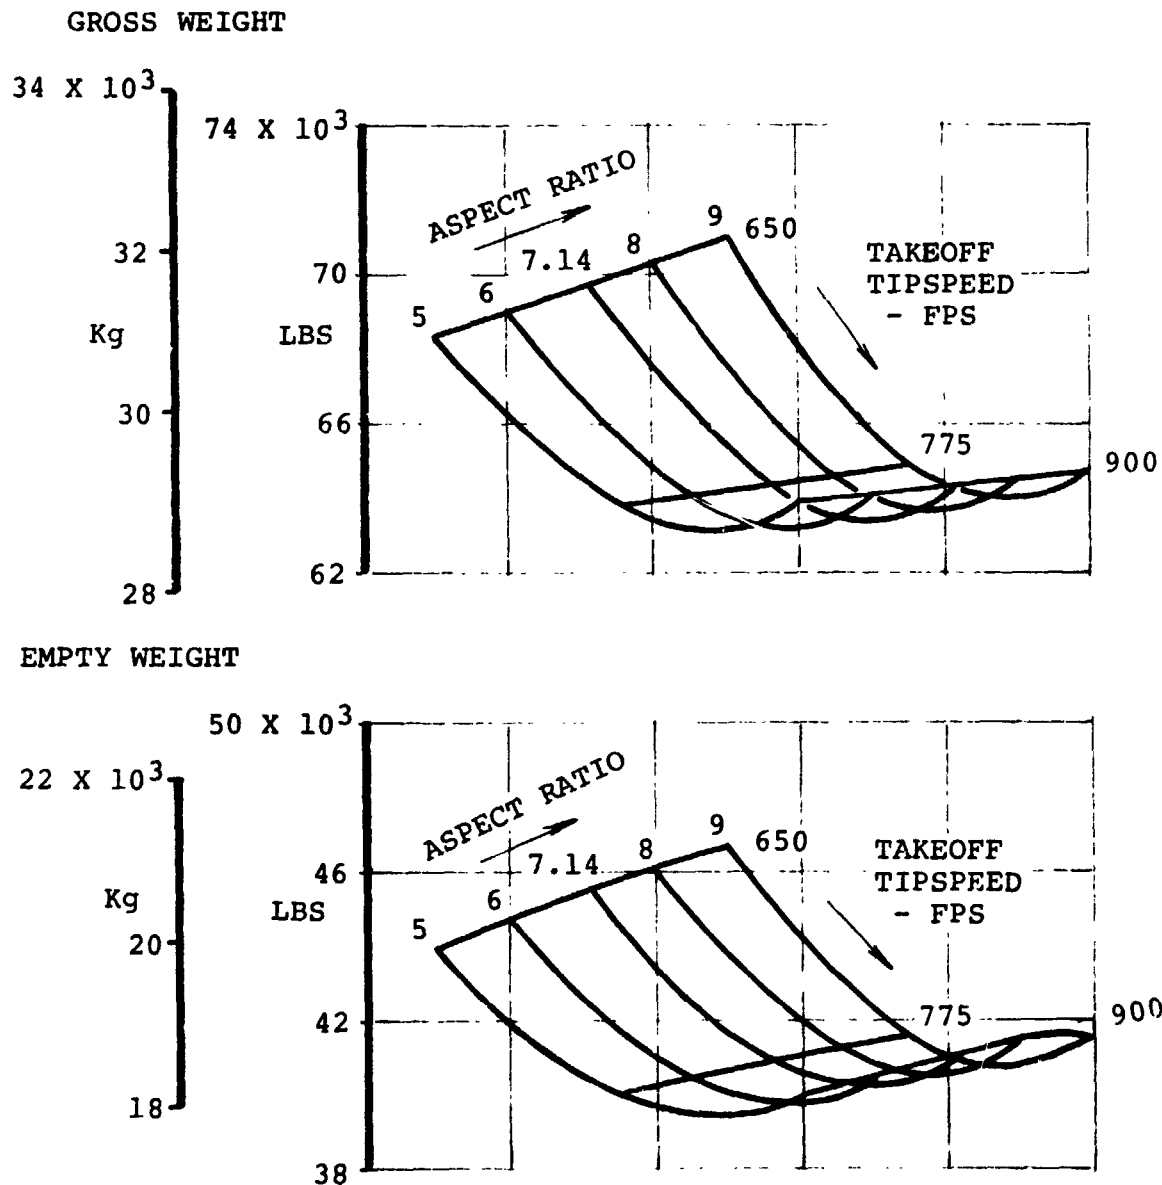 GROSS WEIGHT
34 X 10³
74 X 10³
ASPECT RATIO
9
650
8
32
7.14
TAKEOFF
TIPSPEED
- FPS
70
6
5
Kg
LBS
30
66
775
900
62
28
EMPTY WEIGHT
50 X 10³
22 X 10³
ASPECT RATIO
9
650
8
7.14
TAKEOFF
TIPSPEED
- FPS
46
Kg
6
LBS
5
20
42
775
900
18
38